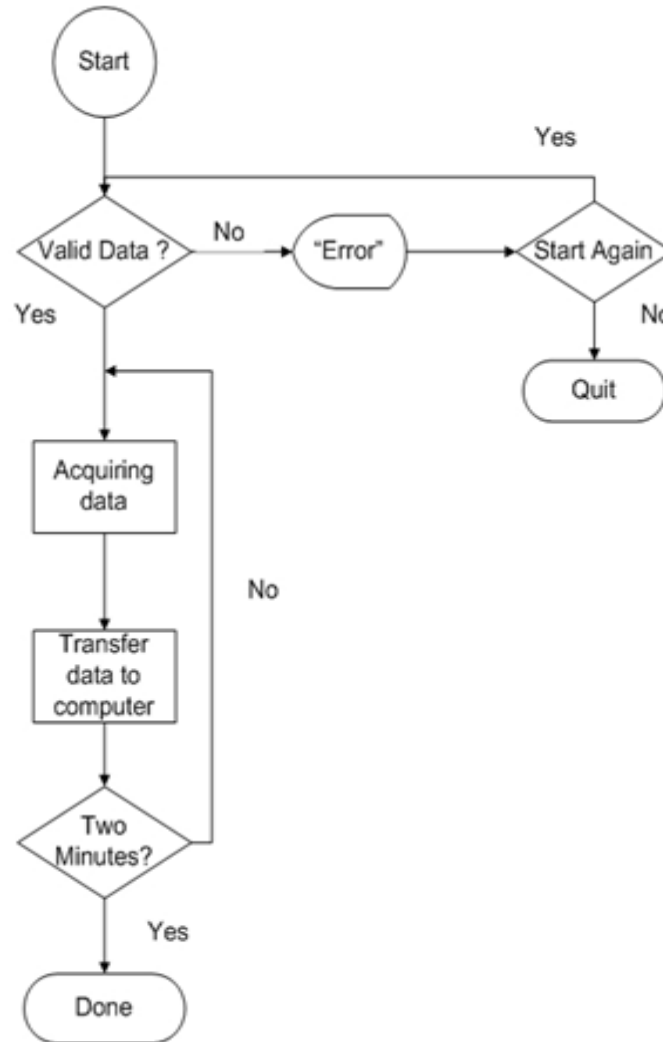 Start
Yes
Valid Data ?
No
“Error”
Start Again
Yes
No
Quit
Acquiring
data
No
Transfer
data to
computer
Two
Minutes?
Yes
Done